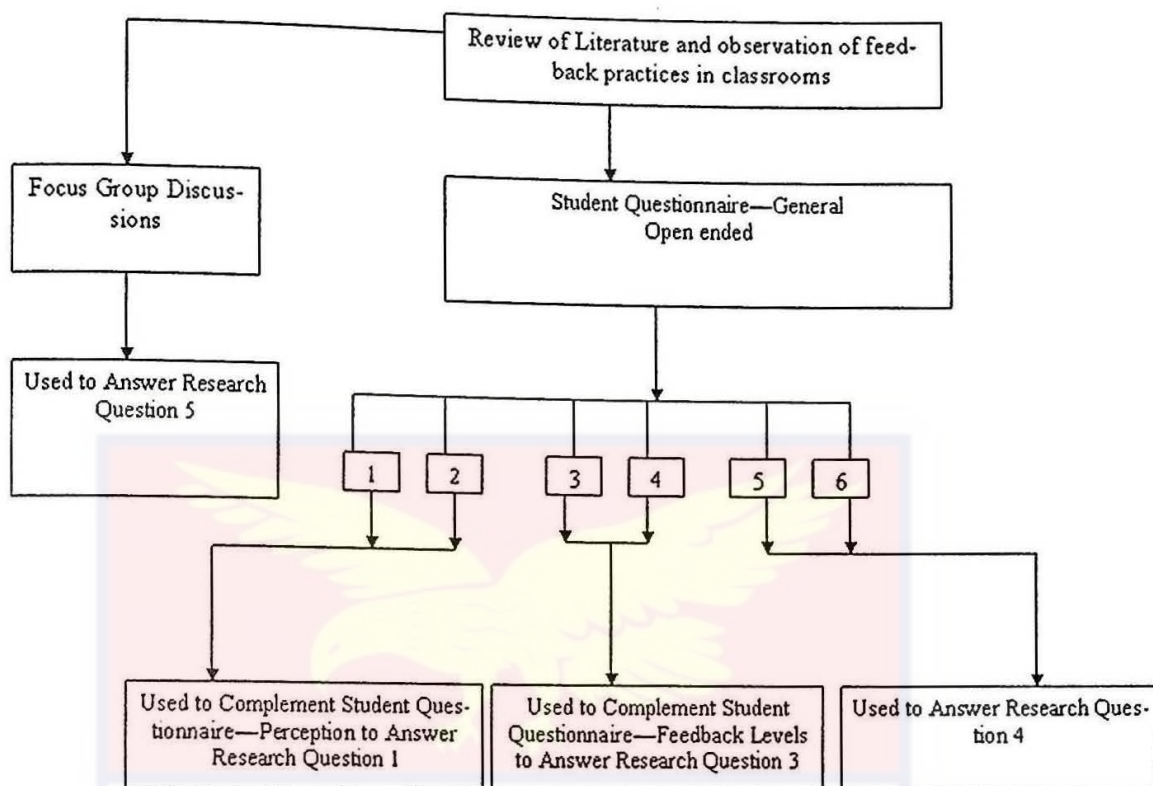 Review of Literature and observation of feed-
back practices in classrooms
Focus Group Discus-
sions
Student Questionnaire—General
Open ended
Used to Answer Research
Question 5
1
2
3
4
5
6
Used to Complement Student Ques-
tionnaire—Perception to Answer
Research Question 1
Used to Complement Student
Questionnaire—Feedback Levels
to Answer Research Question 3
Used to Answer Research Ques-
tion 4